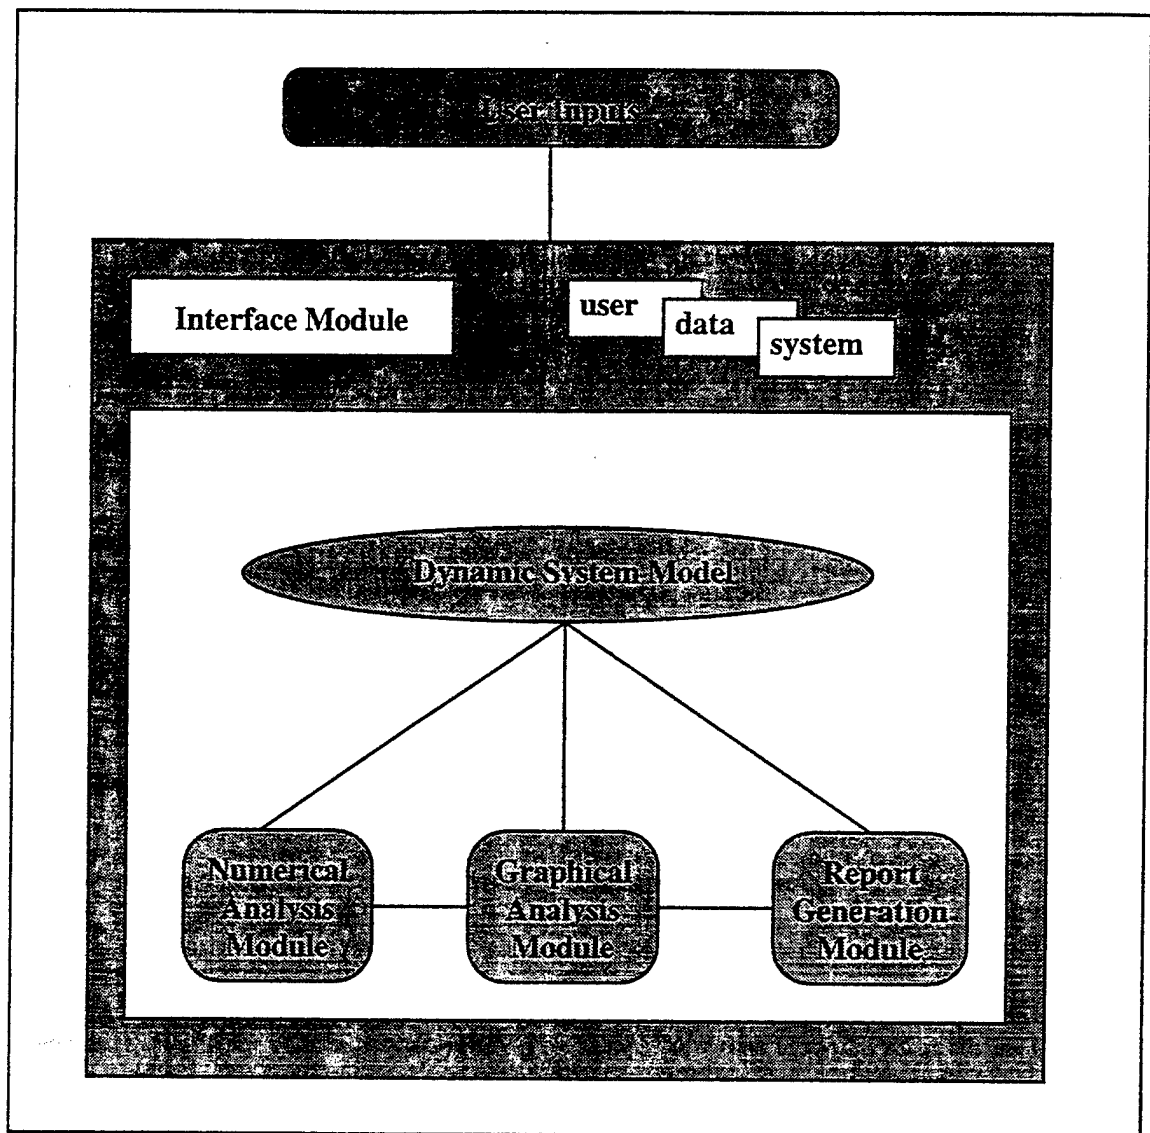 User Inputs
Interface Module
user
data
system
Dynamic System Model
Numerical
Analysis
Module
Graphical
Analysis
Module
Report
Generation
Module